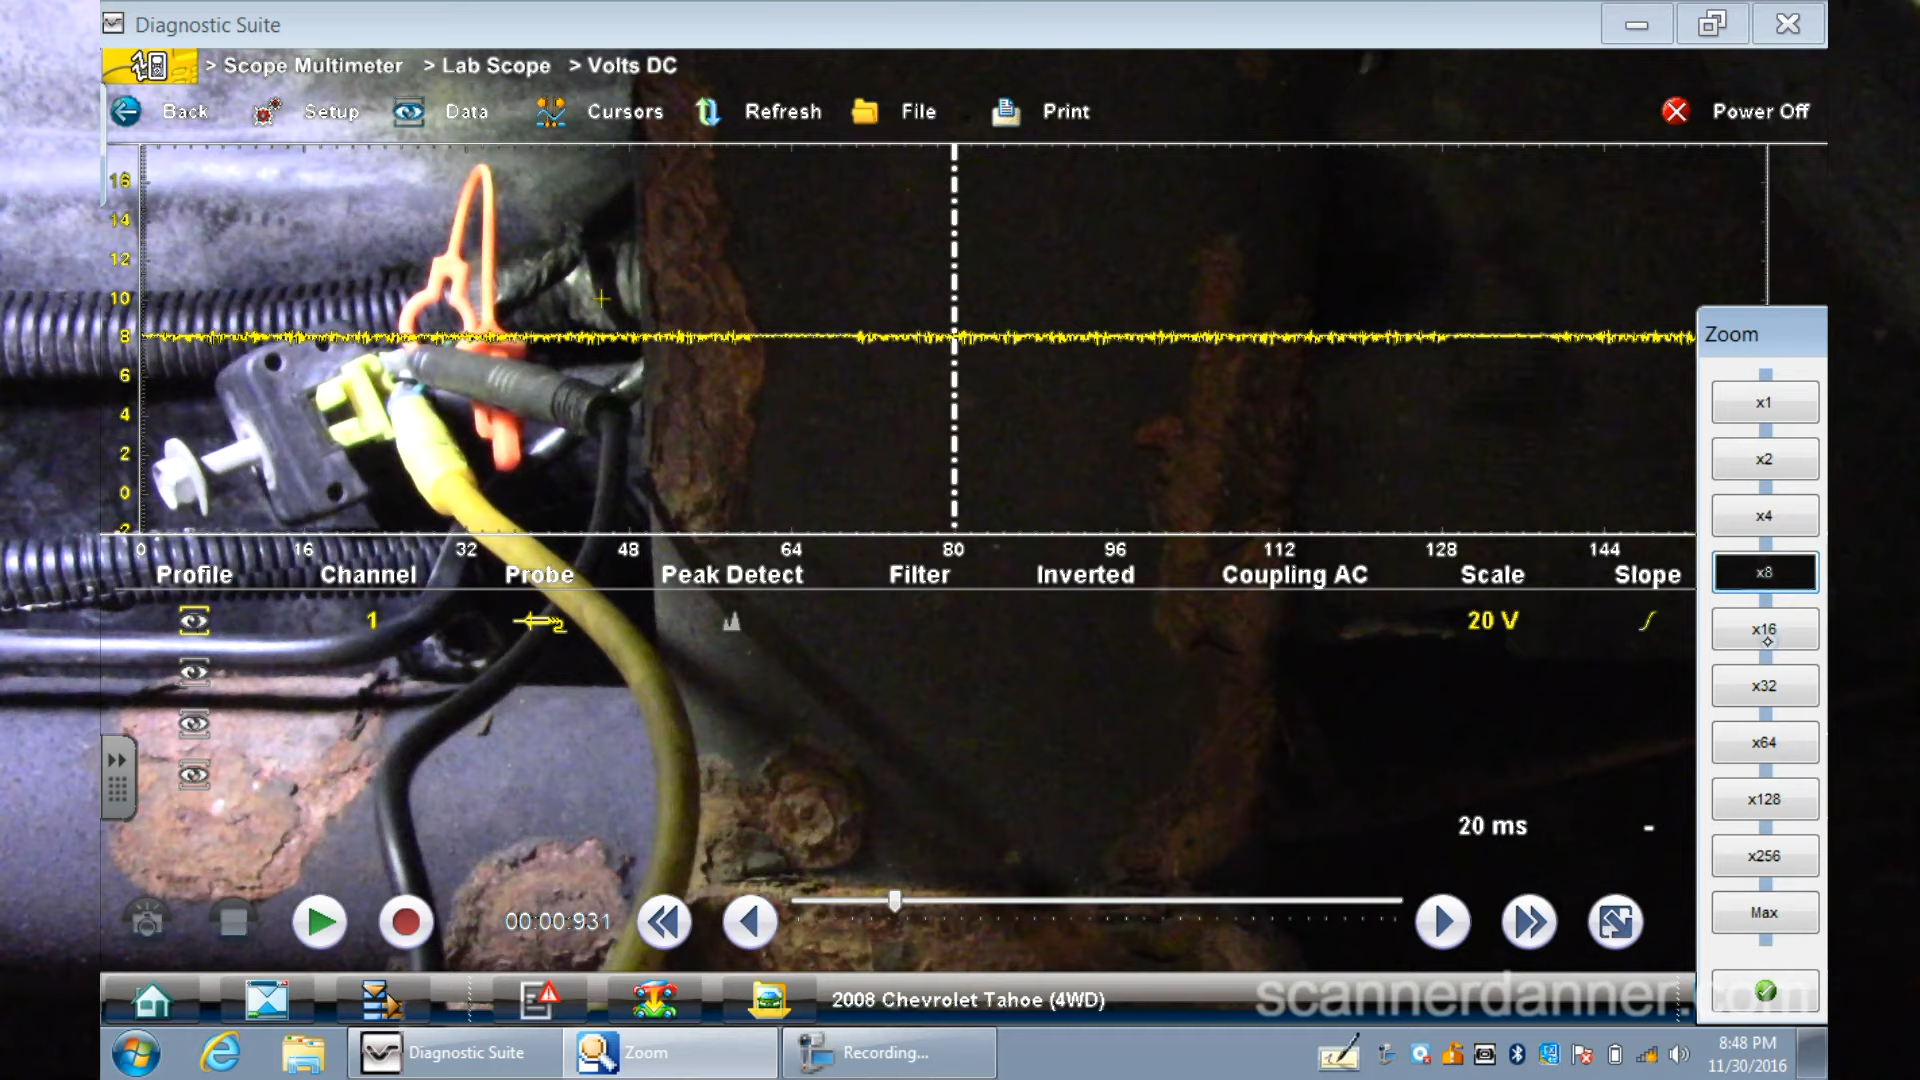 Diagnostic Suite
> Scope Multimeter > Lab Scope > Volts DC
Back Setup Data Cursors Refresh File Print Power Off
16
14
12
10
8
6
4
2
0
-2
0 16 32 48 64 80 96 112 128 144
Profile Channel Probe Peak Detect Filter Inverted Coupling AC Scale Slope
1 20 V
20 ms -
00:00:931
Zoom
x1
x2
x4
x8
x16
x32
x64
x128
x256
Max
2008 Chevrolet Tahoe (4WD)
scannerdanner.com
Diagnostic Suite Zoom Recording...
8:48 PM
11/30/2016